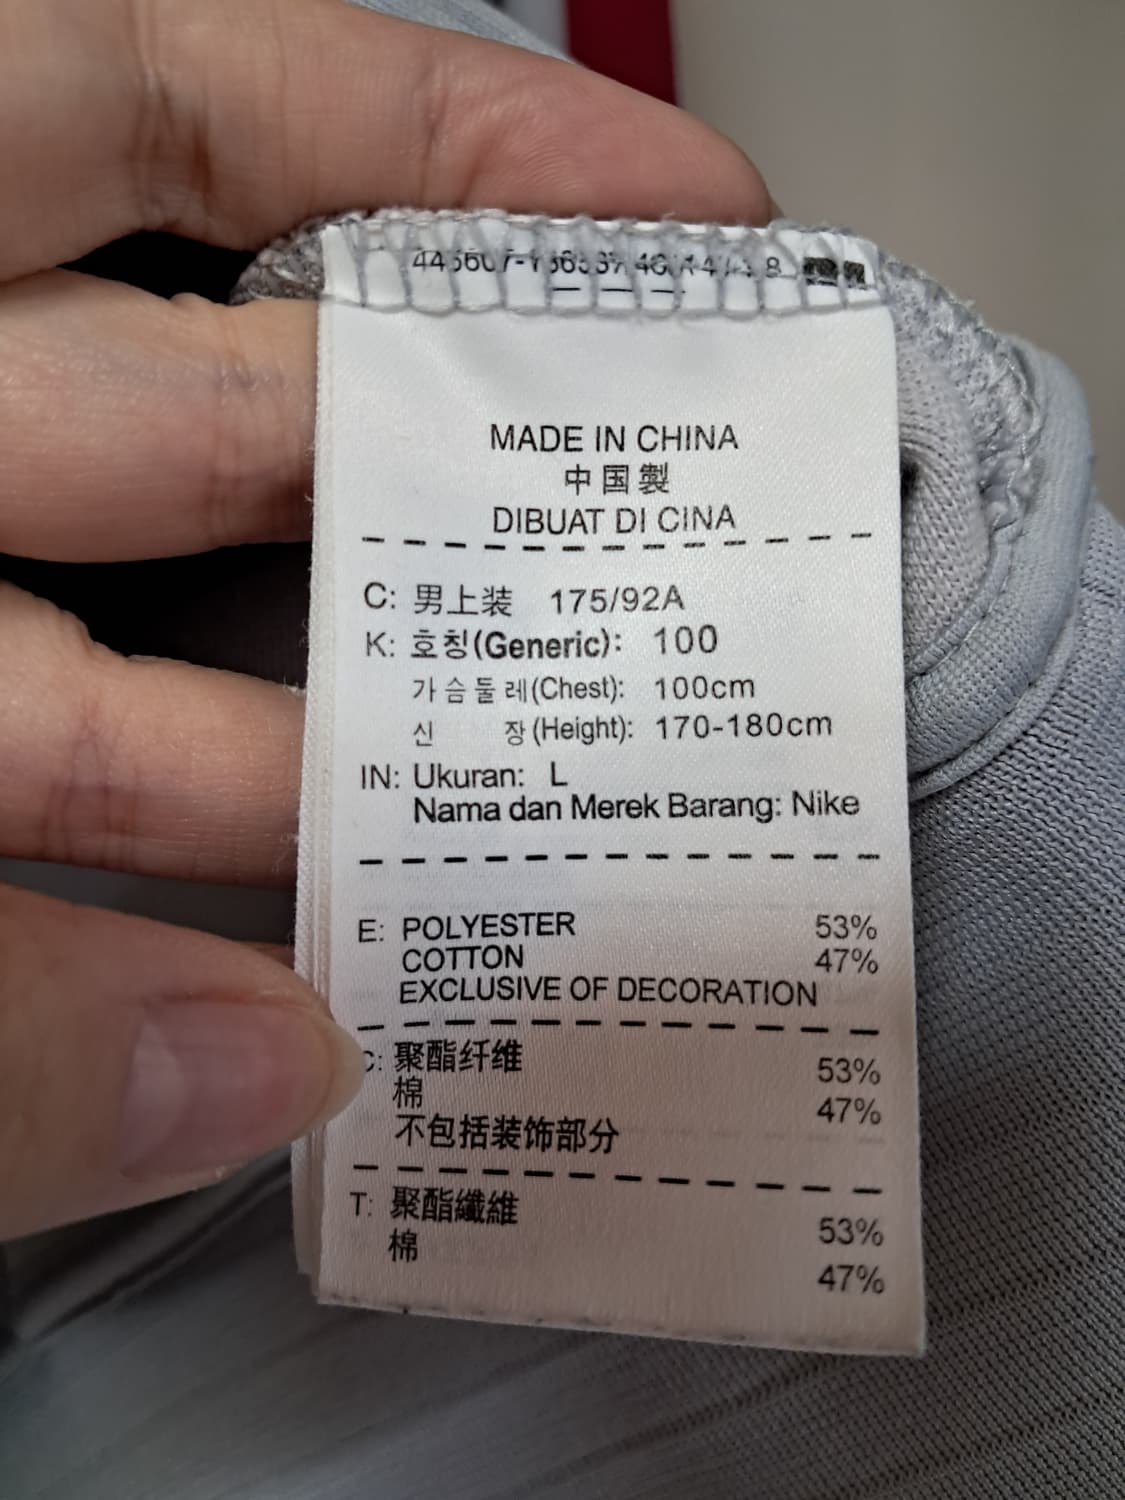 MADE IN CHINA
中国製
DIBUAT DI CINA
C: 男上装 175/92A
K: 호칭(Generic): 100
가슴둘레(Chest): 100cm
신 장(Height): 170-180cm
IN: Ukuran: L
Nama dan Merek Barang: Nike
E: POLYESTER 53%
COTTON 47%
EXCLUSIVE OF DECORATION
C: 聚酯纤维 53%
棉 47%
不包括装饰部分
T: 聚酯纖維 53%
棉 47%